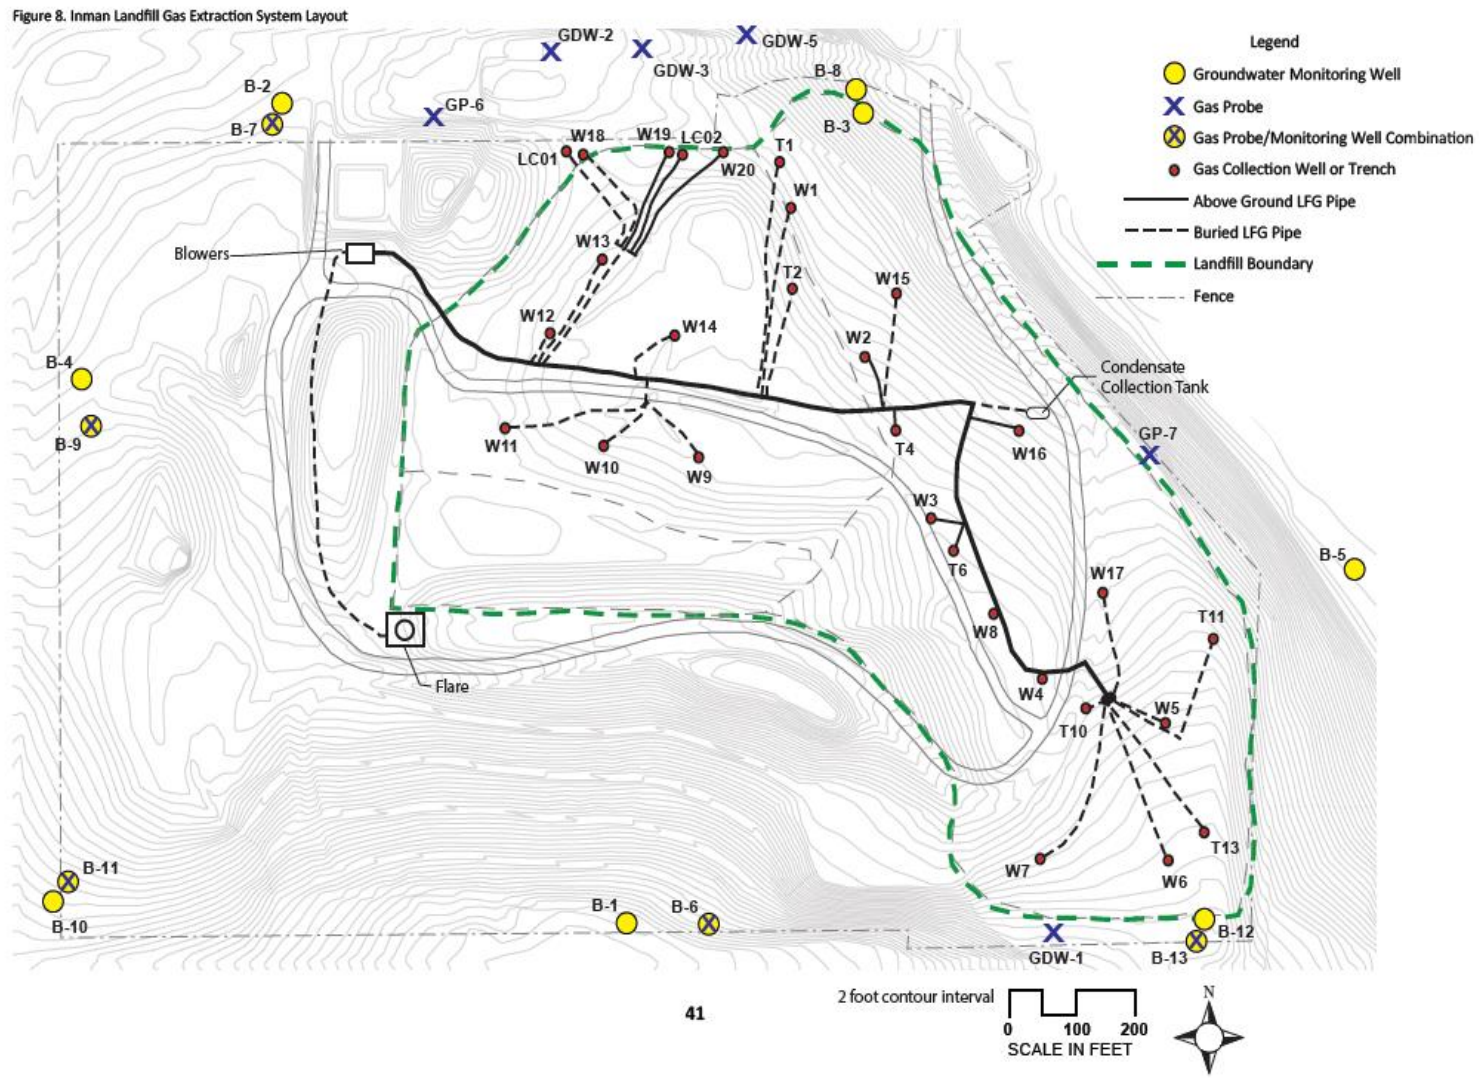 Figure 8. Inman Landfill Gas Extraction System Layout
GDW-2
GDW-3
GDW-5
Legend
Groundwater Monitoring Well
Gas Probe
Gas Probe/Monitoring Well Combination
Gas Collection Well or Trench
Above Ground LFG Pipe
Buried LFG Pipe
Landfill Boundary
Fence
B-8
B-3
B-2
B-7
GP-6
W18
W19
LC02
LC01
W20
T1
W1
Blowers
W13
T2
W15
W12
W14
W2
B-4
Condensate
Collection Tank
B-9
W11
W10
W9
T4
W16
GP-7
W3
T6
B-5
W17
T11
W8
Flare
W4
T10
W5
W7
W6
T13
B-11
B-10
B-1
B-6
GDW-1
B-12
B-13
41
2 foot contour interval
0 100 200
SCALE IN FEET
N